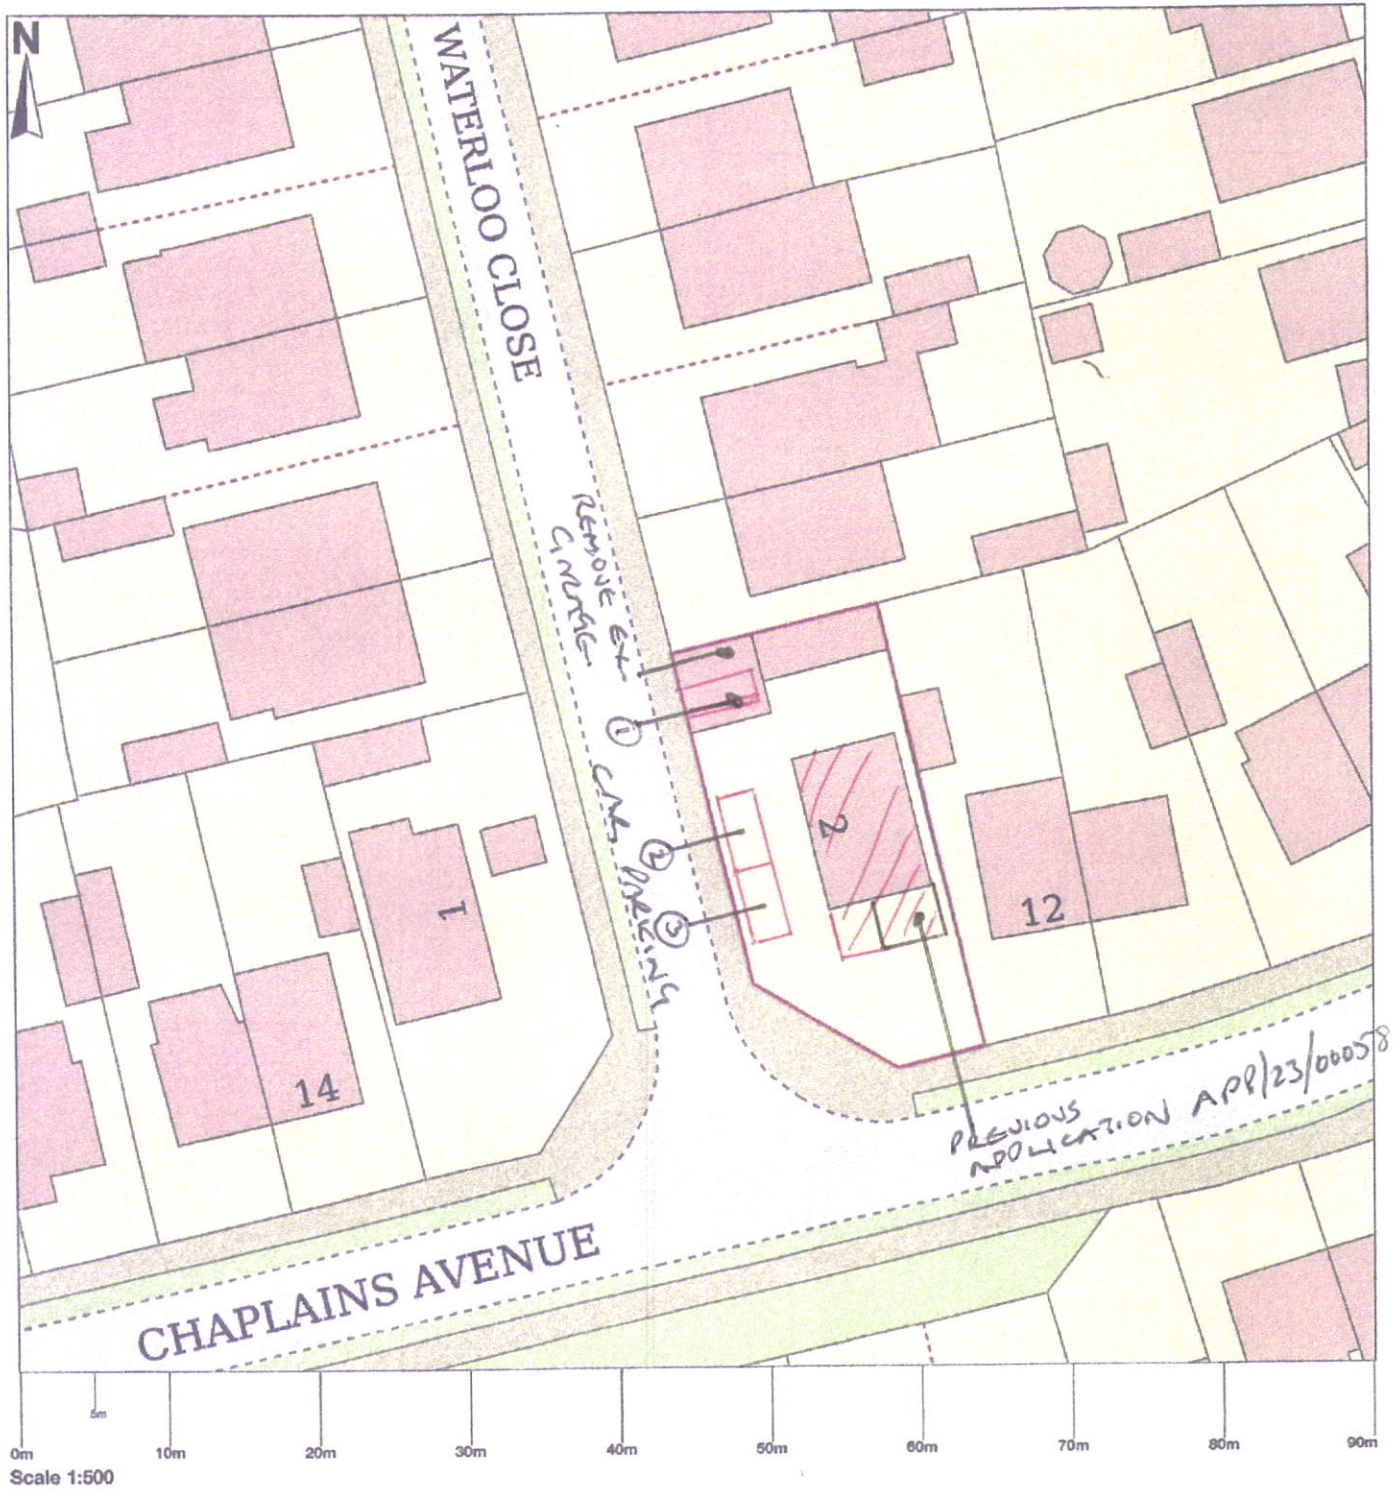 N
WATERLOO CLOSE
REMOVE EX
GARAGE
1
CAR PARKING
2
3
2
1
12
14
PREVIOUS
APPLICATION APP/23/00058
CHAPLAINS AVENUE
5m
0m 10m 20m 30m 40m 50m 60m 70m 80m 90m
Scale 1:500